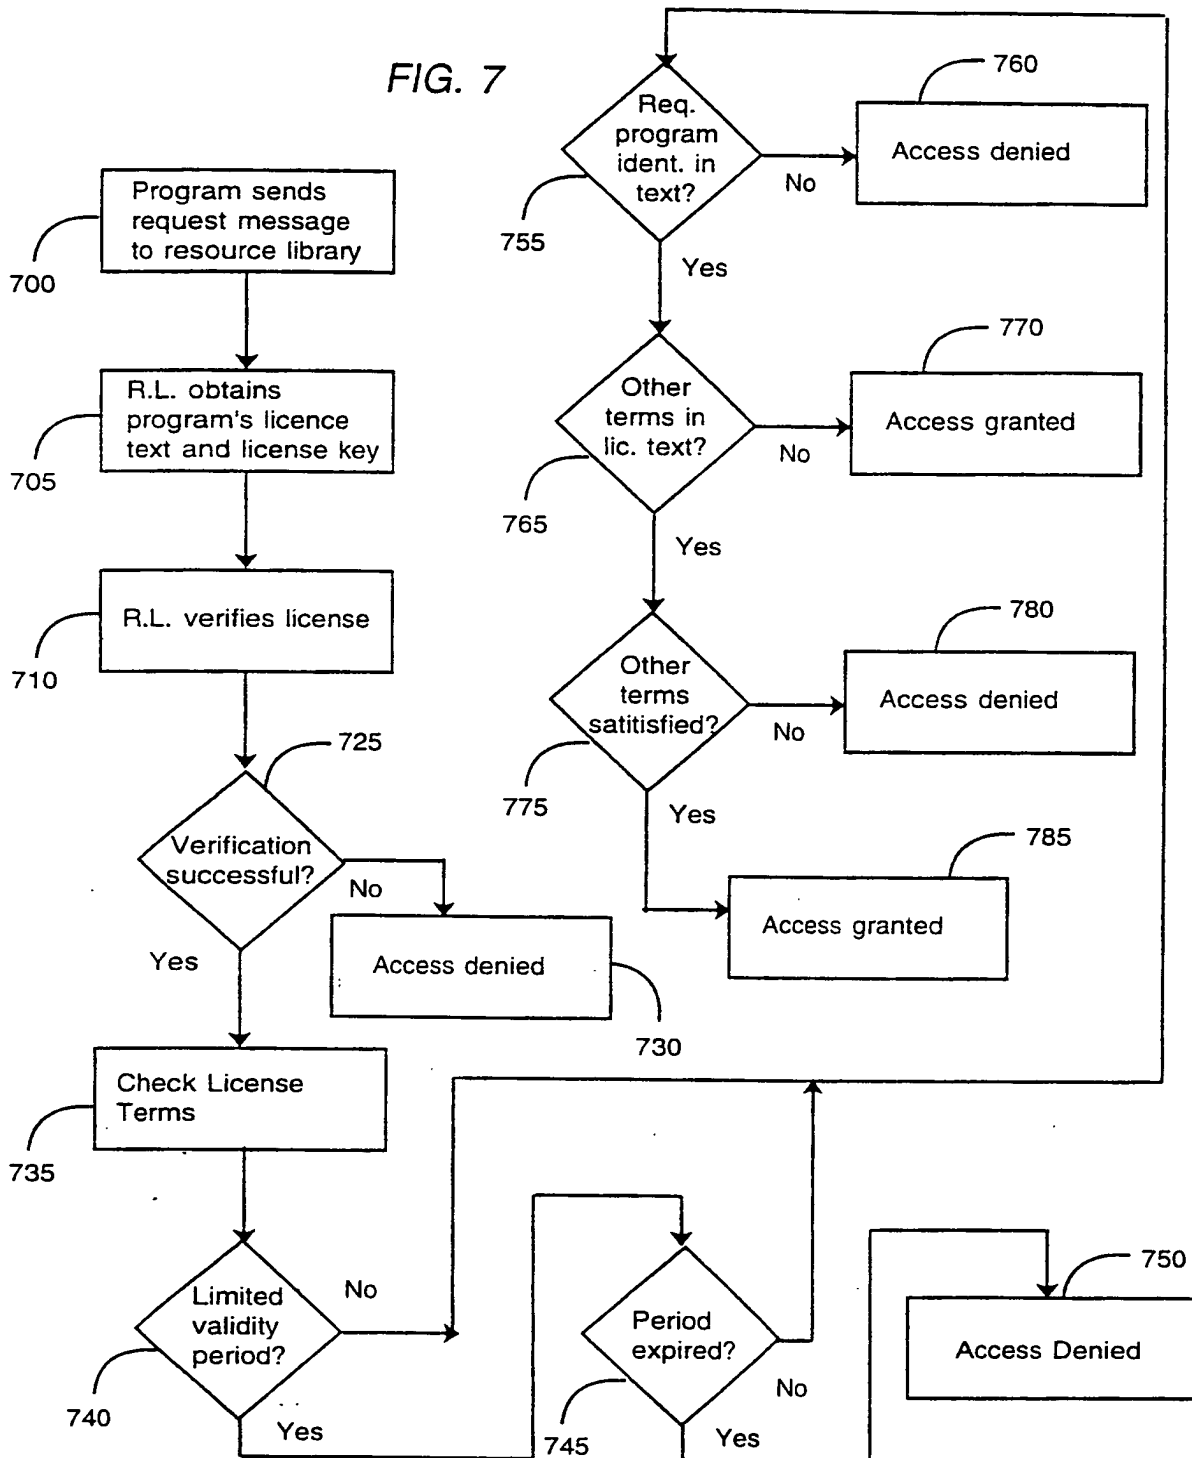 FIG. 7
Program sends
request message
to resource library
700
R.L. obtains
program's licence
text and license key
705
R.L. verifies license
710
725
Verification
successful?
No
Yes
Access denied
730
Check License
Terms
735
Limited
validity
period?
No
740
Yes
Period
expired?
No
745
Yes
750
Access Denied
Req.
program
ident. in
text?
755
No
760
Access denied
Yes
Other
terms in
lic. text?
765
No
770
Access granted
Yes
Other
terms
satitisfied?
775
No
780
Access denied
Yes
785
Access granted